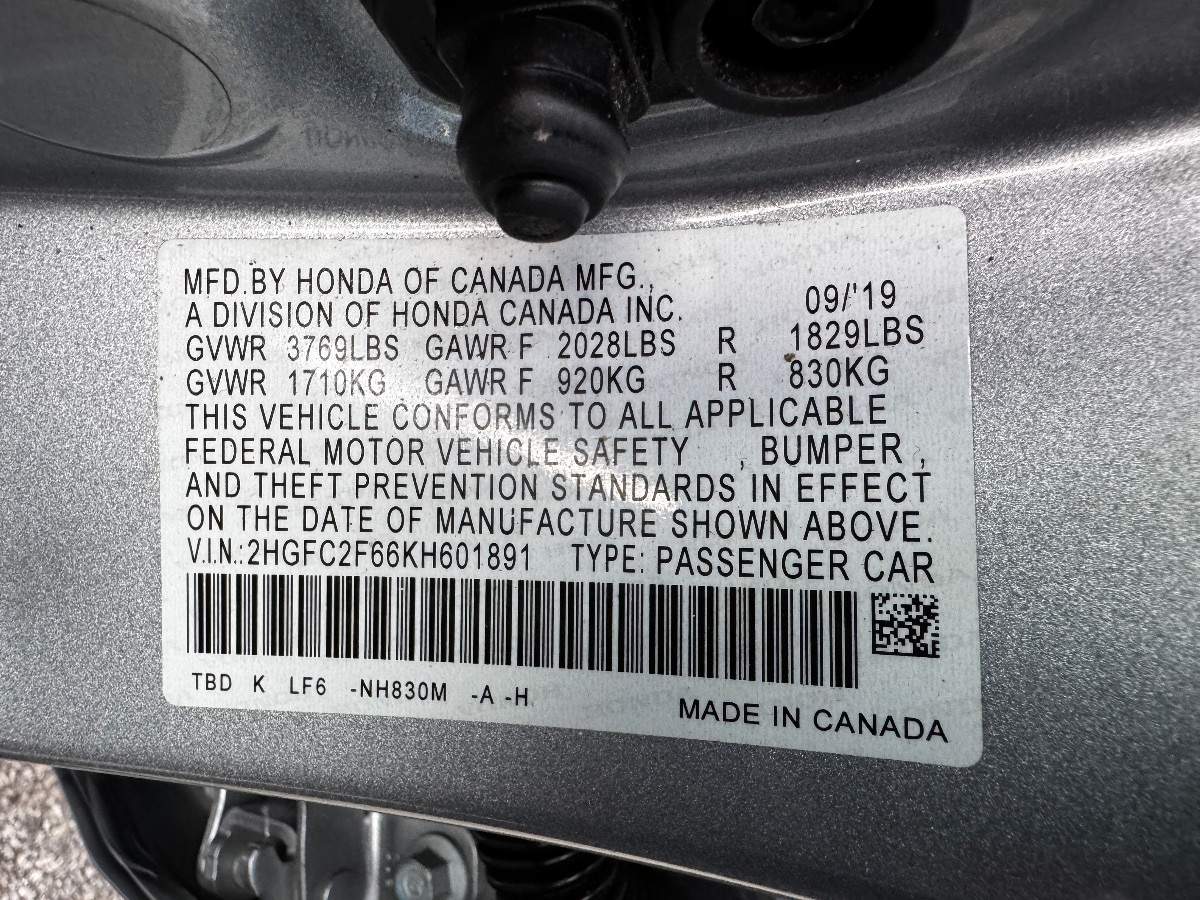 MFD.BY HONDA OF CANADA MFG.,
A DIVISION OF HONDA CANADA INC. 09/'19
GVWR 3769LBS GAWR F 2028LBS R 1829LBS
GVWR 1710KG GAWR F 920KG R 830KG
THIS VEHICLE CONFORMS TO ALL APPLICABLE
FEDERAL MOTOR VEHICLE SAFETY , BUMPER ,
AND THEFT PREVENTION STANDARDS IN EFFECT
ON THE DATE OF MANUFACTURE SHOWN ABOVE.
V.I.N.:2HGFC2F66KH601891 TYPE: PASSENGER CAR
TBD K LF6 -NH830M -A -H
MADE IN CANADA